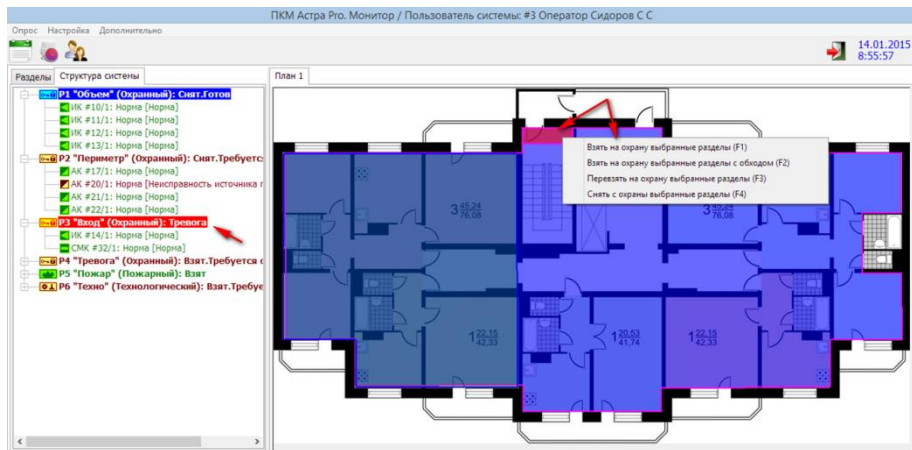 ПКМ Астра Pro. Монитор / Пользователь системы: #3 Оператор Сидоров С С
Опрос Настройка Дополнительно
14.01.2015
8:55:57
Разделы Структура системы
План 1
Р1 "Объем" (Охранный): Снят.Готов
ИК #10/1: Норма [Норма]
ИК #11/1: Норма [Норма]
ИК #12/1: Норма [Норма]
ИК #13/1: Норма [Норма]
Р2 "Периметр" (Охранный): Снят.Требуетс
АК #17/1: Норма [Норма]
АК #20/1: Норма [Неисправность источника п
АК #21/1: Норма [Норма]
АК #22/1: Норма [Норма]
Р3 "Вход" (Охранный): Тревога
ИК #14/1: Норма [Норма]
СМК #32/1: Норма [Норма]
Р4 "Тревога" (Охранный): Взят.Требуется о
Р5 "Пожар" (Пожарный): Взят
Р6 "Техно" (Технологический): Взят.Требуе
Взять на охрану выбранные разделы (F1)
Взять на охрану выбранные разделы с обходом (F2)
Перевзять на охрану выбранные разделы (F3)
Снять с охраны выбранные разделы (F4)
3 45,24 76,08
3 45,24 76,08
1 22,15 42,33
1 20,53 41,74
1 22,15 42,33